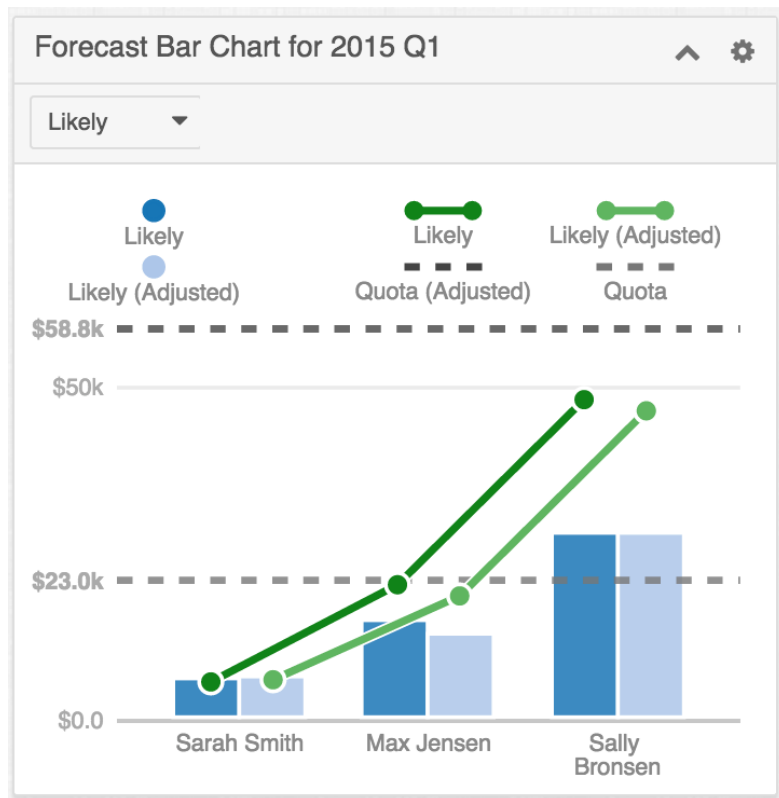 Forecast Bar Chart for 2015 Q1
Likely
Likely
Likely
Likely (Adjusted)
Likely (Adjusted)
Quota (Adjusted)
Quota
$58.8k
$50k
$23.0k
$0.0
Sarah Smith
Max Jensen
Sally
Bronsen